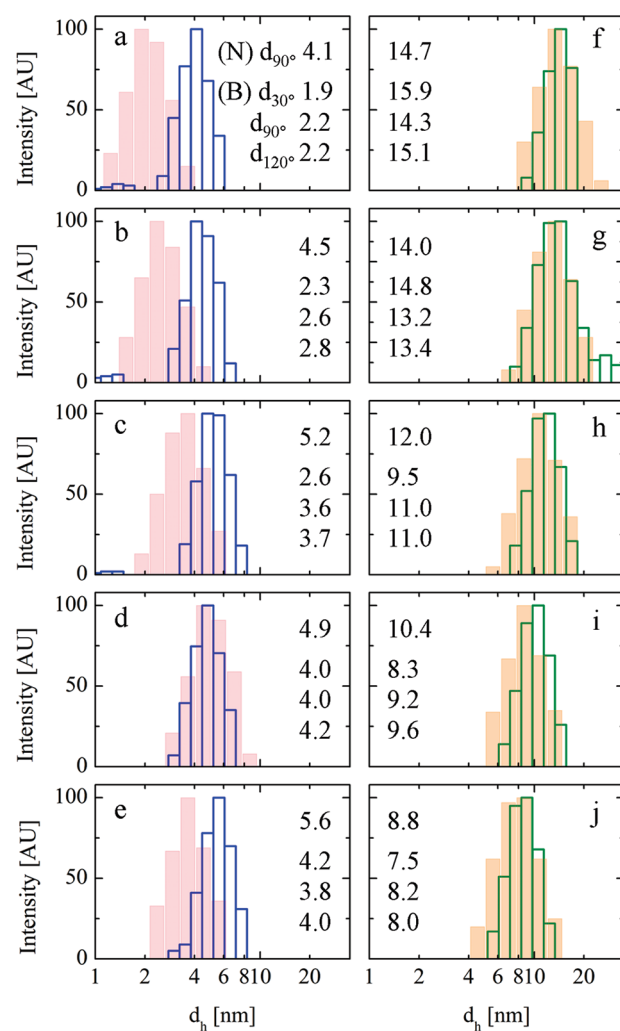 a
(N) d90° 4.1
(B) d30° 1.9
d90° 2.2
d120° 2.2
Intensity [AU]
100
50
0
f
14.7
15.9
14.3
15.1
b
4.5
2.3
2.6
2.8
Intensity [AU]
100
50
0
g
14.0
14.8
13.2
13.4
c
5.2
2.6
3.6
3.7
Intensity [AU]
100
50
0
h
12.0
9.5
11.0
11.0
d
4.9
4.0
4.0
4.2
Intensity [AU]
100
50
0
i
10.4
8.3
9.2
9.6
e
5.6
4.2
3.8
4.0
Intensity [AU]
100
50
0
j
8.8
7.5
8.2
8.0
1 2 4 6 810 20
1 2 4 6 810 20
dh [nm]
dh [nm]